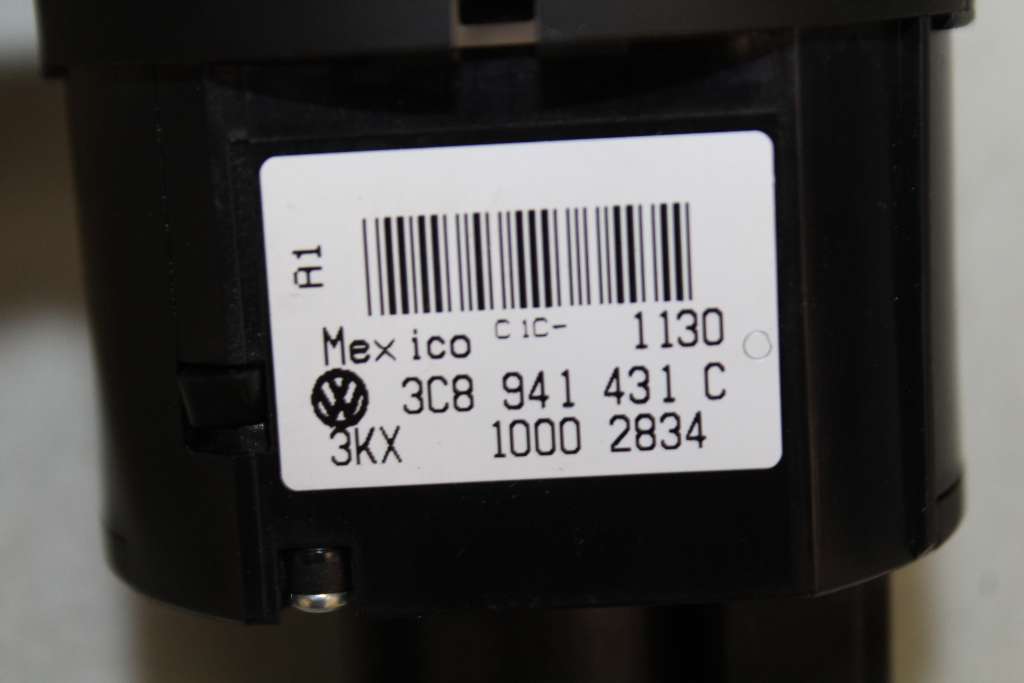 A1
Mexico C1C- 1130
3C8 941 431 C
3KX 1000 2834